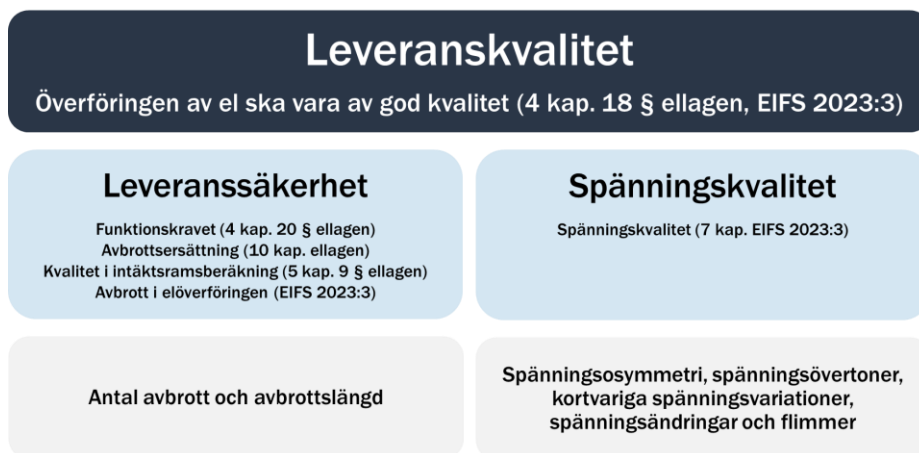 Leveranskvalitet
Överföringen av el ska vara av god kvalitet (4 kap. 18 § ellagen, EIFS 2023:3)
Leveranssäkerhet
Funktionskravet (4 kap. 20 § ellagen)
Avbrottsersättning (10 kap. ellagen)
Kvalitet i intäktsramsberäkning (5 kap. 9 § ellagen)
Avbrott i elöverföringen (EIFS 2023:3)
Spänningskvalitet
Spänningskvalitet (7 kap. EIFS 2023:3)
Antal avbrott och avbrottslängd
Spänningsosymmetri, spänningsövertoner,
kortvariga spänningsvariationer,
spänningsändringar och flimmer